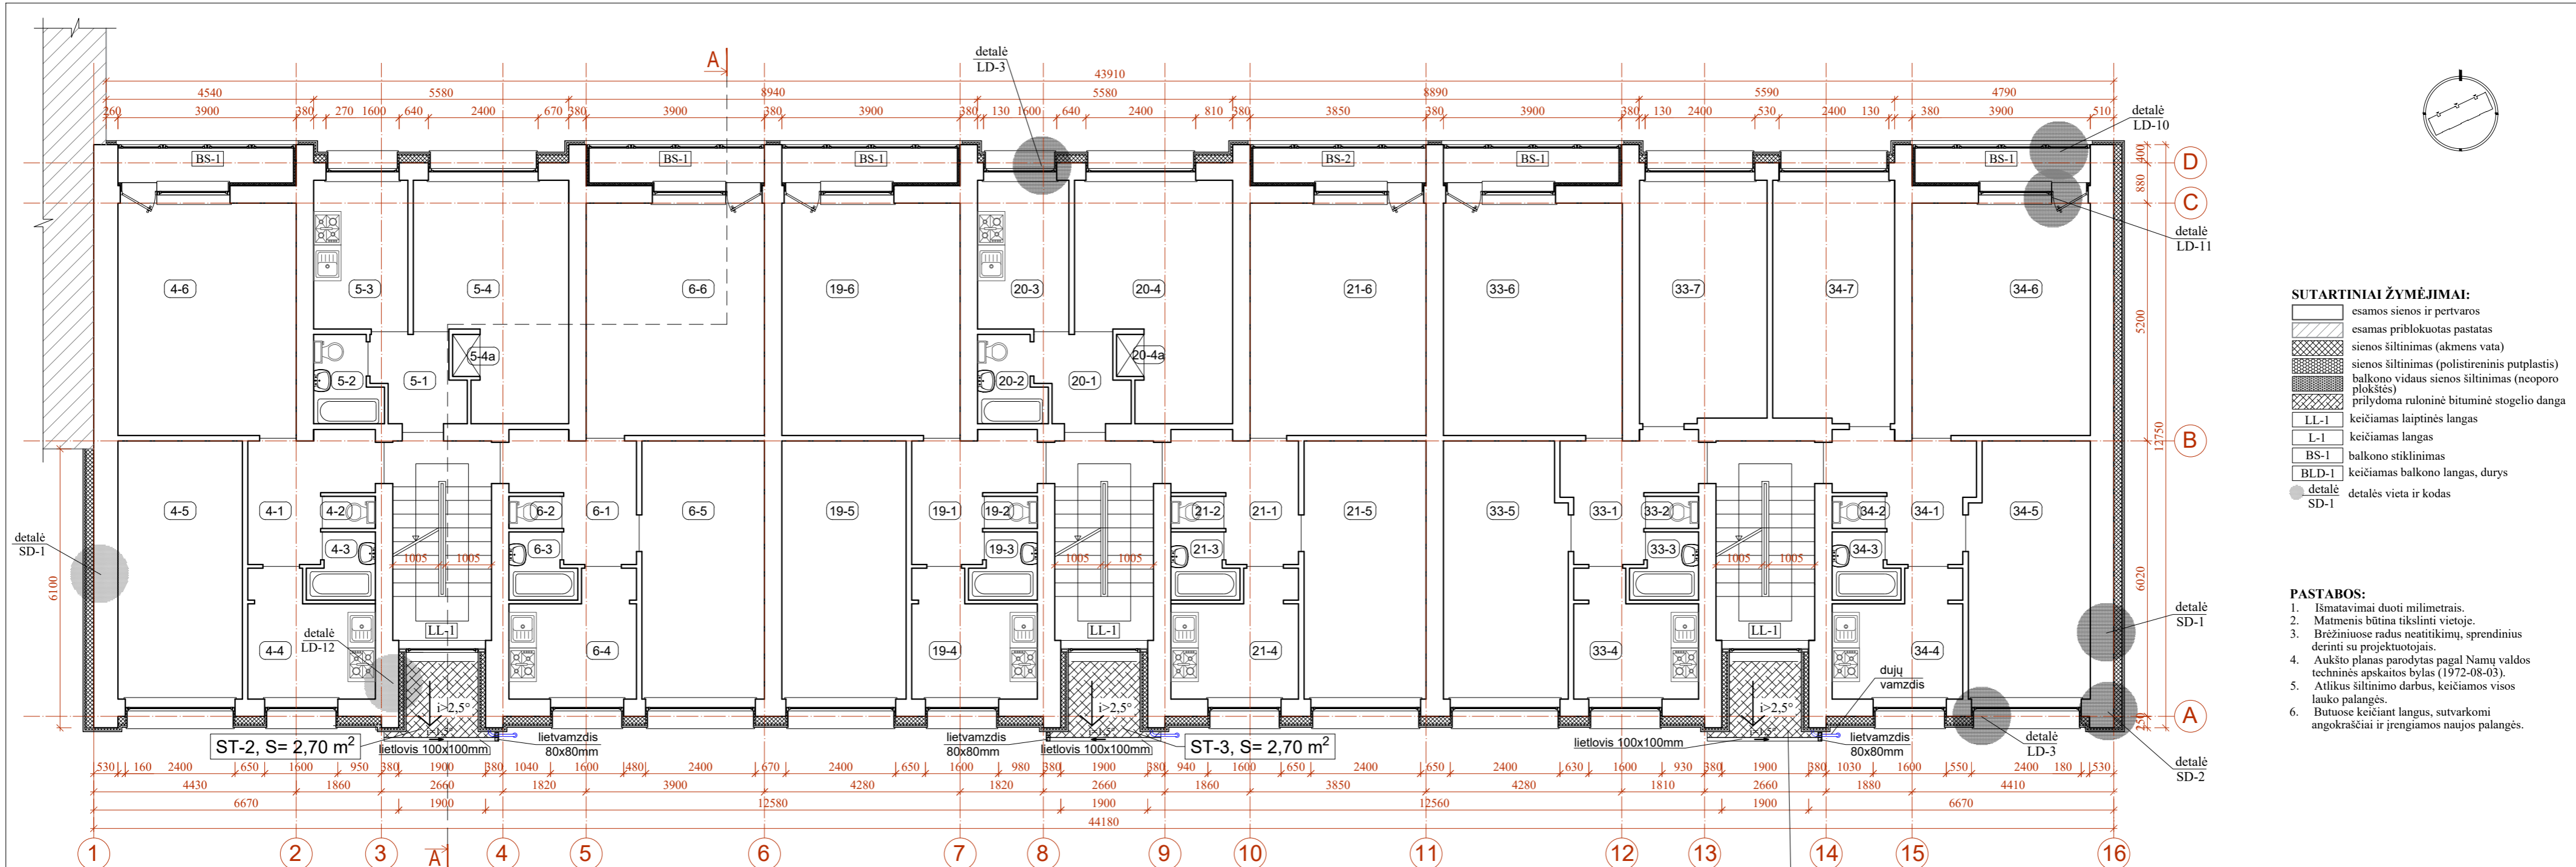 A
detalė
LD-3
43910
4540
5580
8940
5580
8890
5590
4790
260
3900
380
270
1600
640
2400
670
380
3900
380
3900
380
130
1600
640
2400
810
380
3850
380
3900
380
130
2400
530
2400
130
380
3900
510
detalė
LD-10
BS-1
BS-1
BS-1
BS-2
BS-1
BS-1
400
D
880
C
detalė
LD-11
4-6
5-3
5-4
6-6
19-6
20-3
20-4
21-6
33-6
33-7
34-7
34-6
5200
5-4a
20-4a
5-2
5-1
20-2
20-1
12750
B
4-5
4-1
4-2
6-2
6-1
6-5
19-5
19-1
19-2
21-2
21-1
21-5
33-5
33-1
33-2
34-2
34-1
34-5
4-3
6-3
19-3
21-3
33-3
34-3
1005
1005
1005
1005
1005
1005
detalė
SD-1
6100
6020
detalė
SD-1
LL-1
LL-1
LL-1
detalė
LD-12
4-4
6-4
19-4
21-4
33-4
34-4
dujų
vamzdis
i>2,5°
i>2,5°
i>2,5°
250
A
ST-2, S= 2,70 m²
lietlovis 100x100mm
lietvamzdis
80x80mm
lietvamzdis
80x80mm
lietlovis 100x100mm
ST-3, S= 2,70 m²
lietlovis 100x100mm
lietvamzdis
80x80mm
detalė
LD-3
detalė
SD-2
530
160
2400
650
1600
950
380
1900
380
1040
1600
480
2400
670
2400
650
1600
980
380
1900
380
940
1600
650
2400
650
2400
630
1600
930
380
1900
380
1030
1600
550
2400
180
530
4430
1860
2660
1820
3900
4280
1820
2660
1860
3850
4280
1810
2660
1880
4410
6670
1900
12580
1900
12560
1900
6670
44180
1
2
3
A
4
5
6
7
8
9
10
11
12
13
14
15
16
SUTARTINIAI ŽYMĖJIMAI:
esamos sienos ir pertvaros
esamas priblokuotas pastatas
sienos šiltinimas (akmens vata)
sienos šiltinimas (polistireninis putplastis)
balkono vidaus sienos šiltinimas (neoporo
plokštės)
prilydoma ruloninė bituminė stogelio danga
LL-1 keičiamas laiptinės langas
L-1 keičiamas langas
BS-1 balkono stiklinimas
BLD-1 keičiamas balkono langas, durys
detalė
SD-1 detalės vieta ir kodas
PASTABOS:
1. Išmatavimai duoti milimetrais.
2. Matmenis būtina tikslinti vietoje.
3. Brėžiniuose radus neatitikimų, sprendinius
derinti su projektuotojais.
4. Aukšto planas parodytas pagal Namų valdos
techninės apskaitos bylas (1972-08-03).
5. Atlikus šiltinimo darbus, keičiamos visos
lauko palangės.
6. Butuose keičiant langus, sutvarkomi
angokraščiai ir įrengiamos naujos palangės.